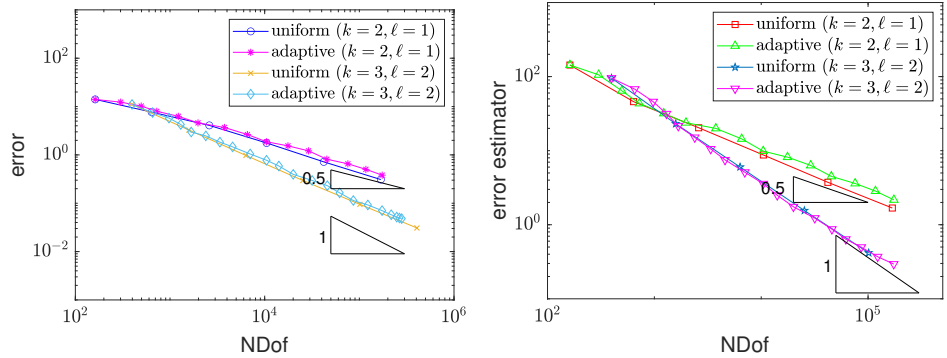 uniform (k = 2, ℓ = 1)
adaptive (k = 2, ℓ = 1)
uniform (k = 3, ℓ = 2)
adaptive (k = 3, ℓ = 2)
10^2
10^0
10^-2
error
0.5
1
10^2
10^4
10^6
NDof
uniform (k = 2, ℓ = 1)
adaptive (k = 2, ℓ = 1)
uniform (k = 3, ℓ = 2)
adaptive (k = 3, ℓ = 2)
10^2
10^0
error estimator
0.5
1
10^2
10^5
NDof